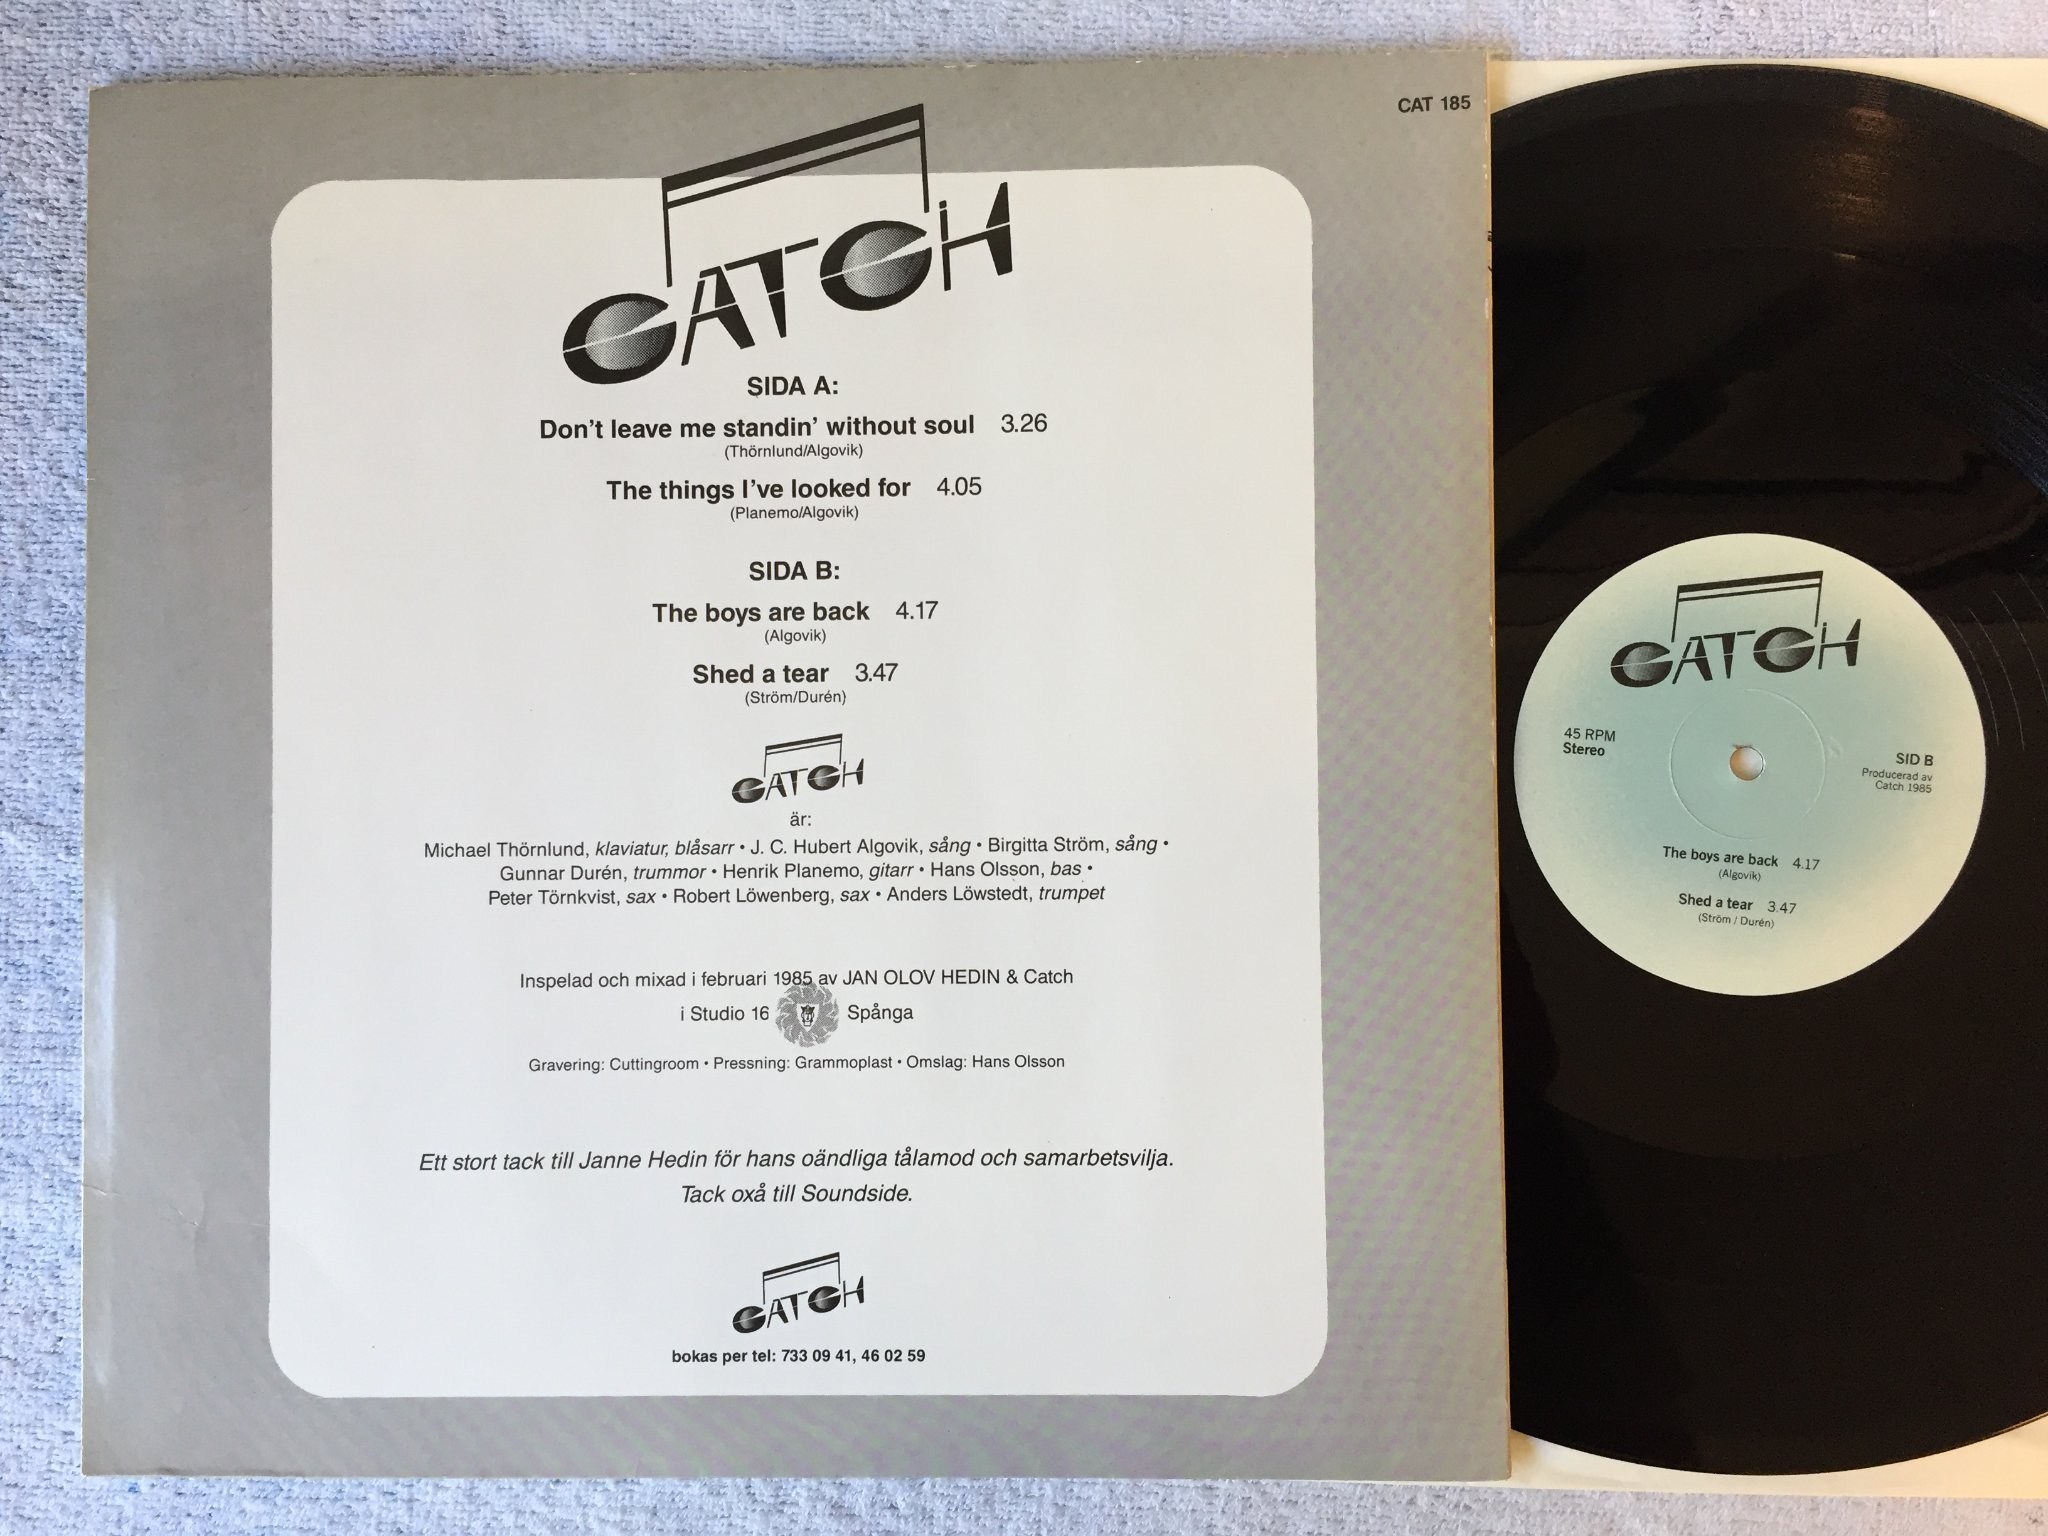 CAT 185
CATCH
SIDA A:
Don't leave me standin' without soul 3.26
(Thörnlund/Algovik)
The things I've looked for 4.05
(Planemo/Algovik)
SIDA B:
The boys are back 4.17
(Algovik)
Shed a tear 3.47
(Ström/Durén)
CATCH
är:
Michael Thörnlund, klaviatur, blåsarr • J. C. Hubert Algovik, sång • Birgitta Ström, sång •
Gunnar Durén, trummor • Henrik Planemo, gitarr • Hans Olsson, bas •
Peter Törnkvist, sax • Robert Löwenberg, sax • Anders Löwstedt, trumpet
Inspelad och mixad i februari 1985 av JAN OLOV HEDIN & Catch
i Studio 16 Spånga
Gravering: Cuttingroom • Pressning: Grammoplast • Omslag: Hans Olsson
Ett stort tack till Janne Hedin för hans oändliga tålamod och samarbetsvilja.
Tack oxå till Soundside.
CATCH
bokas per tel: 733 09 41, 46 02 59
CATCH
45 RPM
Stereo
SID B
Producerad av
Catch 1985
The boys are back 4.17
(Algovik)
Shed a tear 3.47
(Ström / Durén)